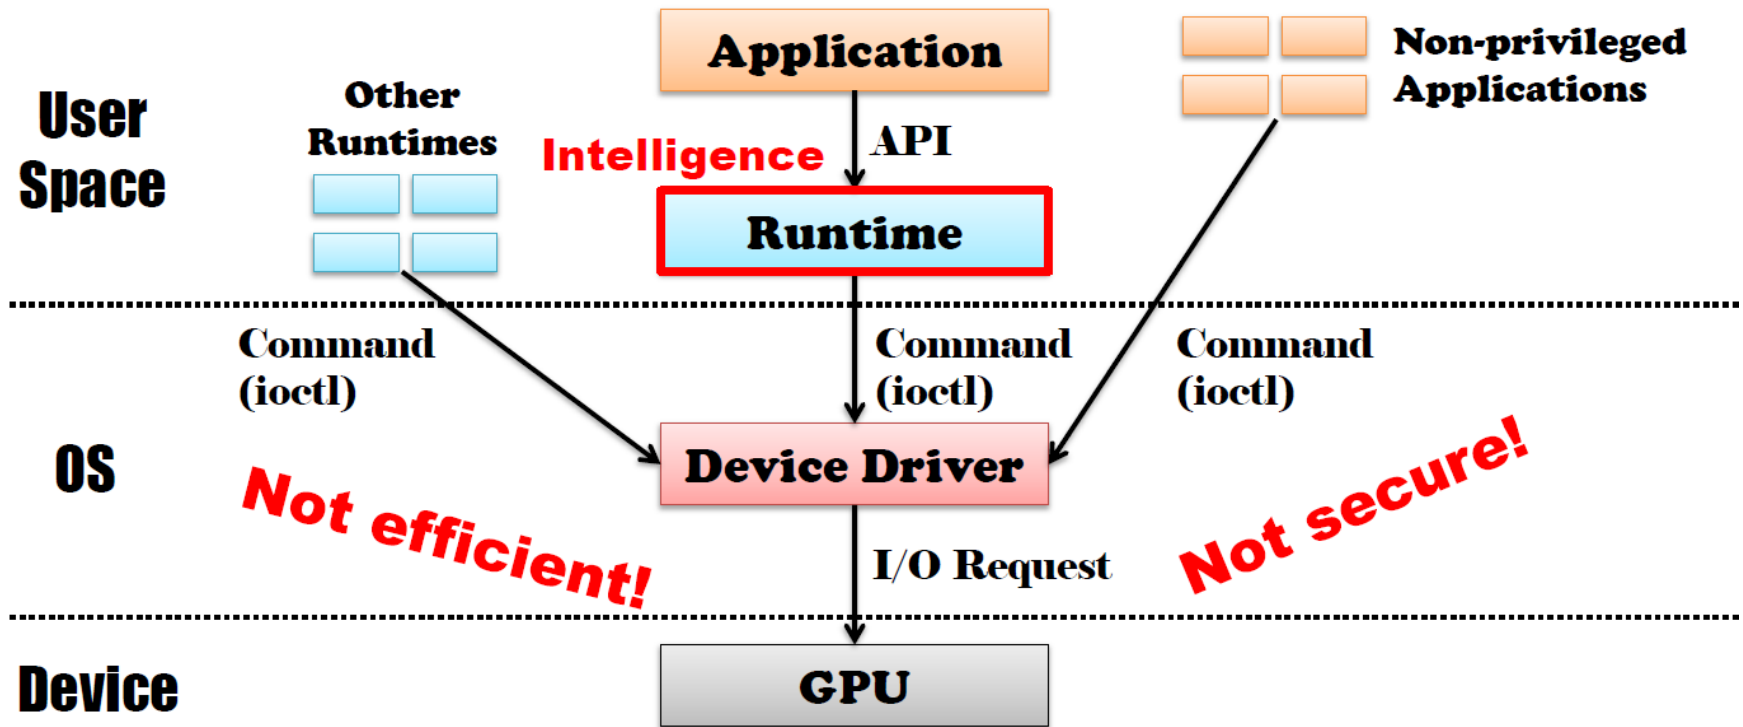 Application
Non-privileged
Applications
User
Space
Other
Runtimes
Intelligence
API
Runtime
Command
(ioctl)
Command
(ioctl)
Command
(ioctl)
OS
Device Driver
Not efficient!
Not secure!
I/O Request
Device
GPU